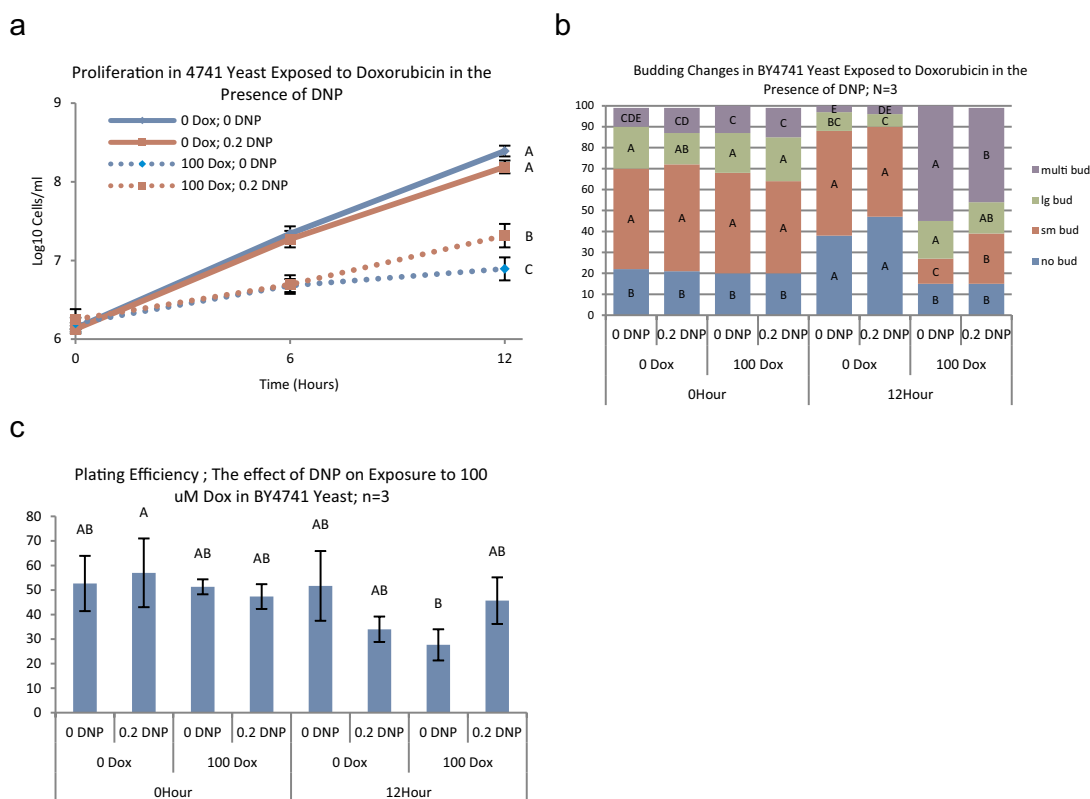 a
Proliferation in 4741 Yeast Exposed to Doxorubicin in the
Presence of DNP
9
8
7
6
Log10 Cells/ml
0 Dox; 0 DNP
0 Dox; 0.2 DNP
100 Dox; 0 DNP
100 Dox; 0.2 DNP
A
A
B
C
0 6 12
Time (Hours)
b
Budding Changes in BY4741 Yeast Exposed to Doxorubicin in the
Presence of DNP; N=3
100
90
80
70
60
50
40
30
20
10
0
CDE CD C C E DE A B
A AB A A BC C A AB
A A A A A A C B
B B B B A A B B
multi bud
lg bud
sm bud
no bud
0 DNP 0.2 DNP 0 DNP 0.2 DNP 0 DNP 0.2 DNP 0 DNP 0.2 DNP
0 Dox 100 Dox 0 Dox 100 Dox
0Hour 12Hour
c
Plating Efficiency ; The effect of DNP on Exposure to 100
uM Dox in BY4741 Yeast; n=3
80
70
60
50
40
30
20
10
0
AB A AB AB AB AB B AB
0 DNP 0.2 DNP 0 DNP 0.2 DNP 0 DNP 0.2 DNP 0 DNP 0.2 DNP
0 Dox 100 Dox 0 Dox 100 Dox
0Hour 12Hour